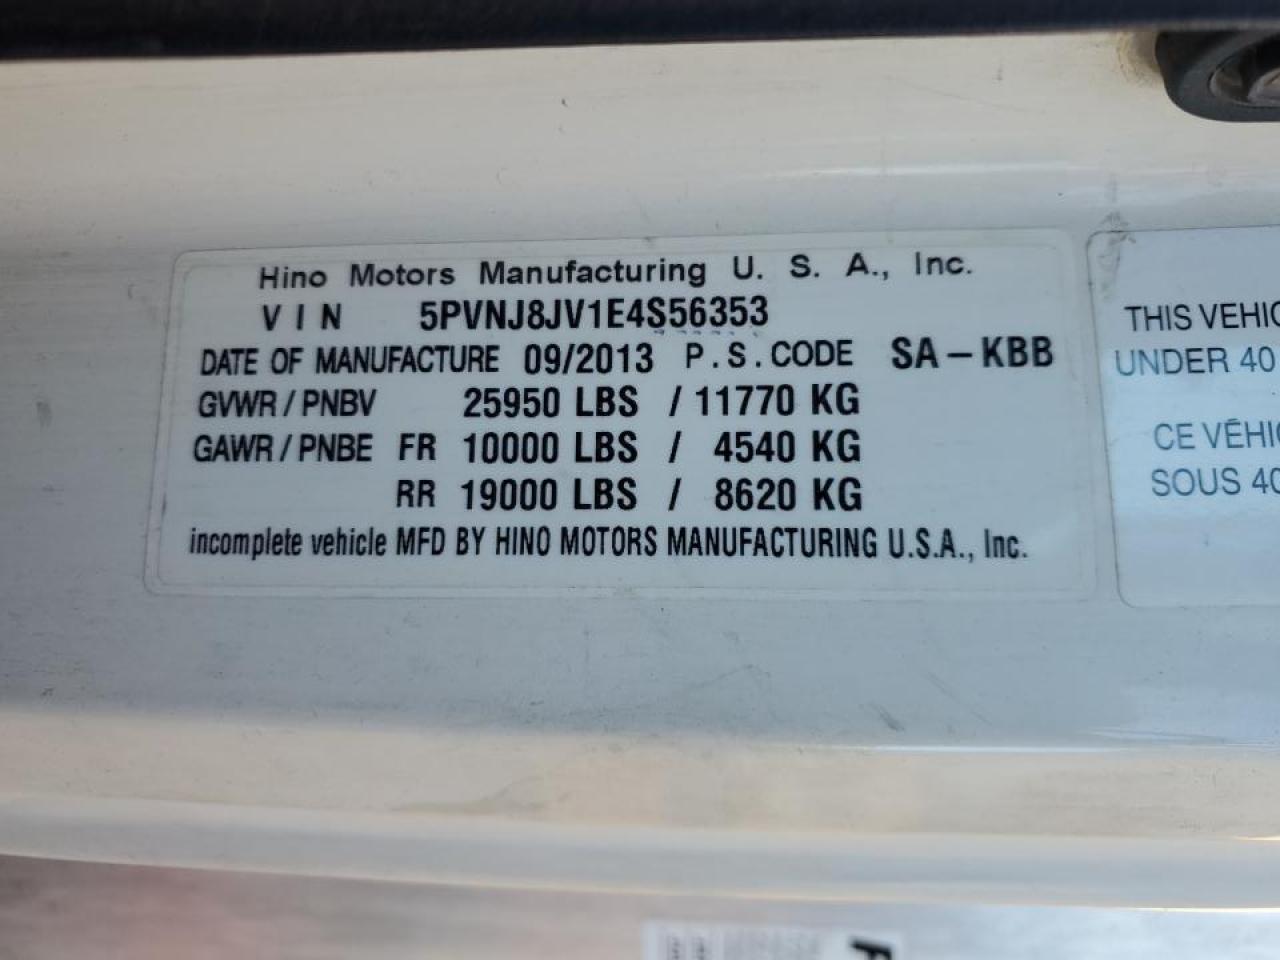 Hino Motors Manufacturing U. S. A., Inc.
VIN 5PVNJ8JV1E4S56353
DATE OF MANUFACTURE 09/2013 P.S.CODE SA-KBB
GVWR / PNBV 25950 LBS / 11770 KG
GAWR / PNBE FR 10000 LBS / 4540 KG
RR 19000 LBS / 8620 KG
incomplete vehicle MFD BY HINO MOTORS MANUFACTURING U.S.A., Inc.
THIS VEHIC
UNDER 40
CE VÉHIC
SOUS 40